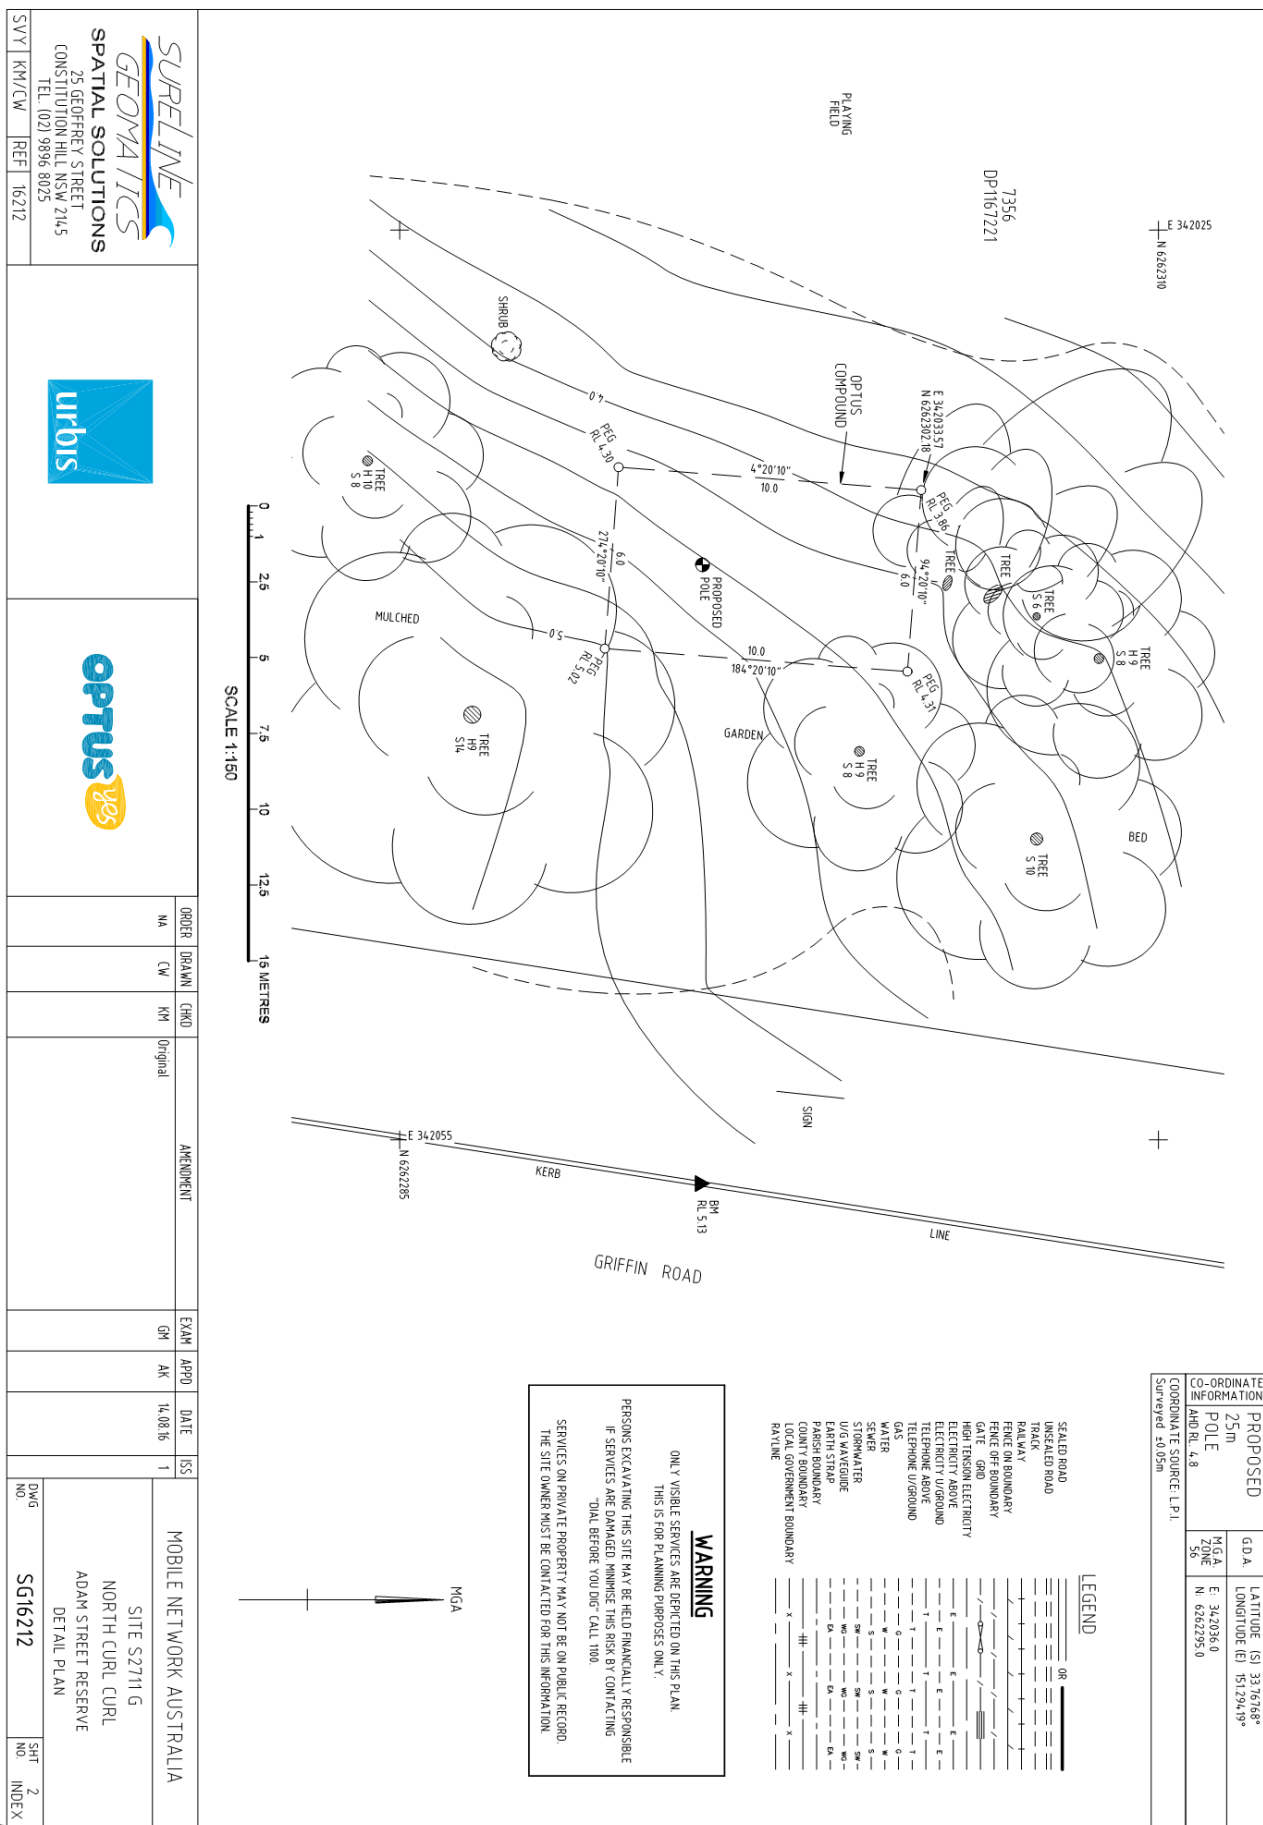 PLAYING
FIELD
7356
DP1167221
E 342025
N 6262310
SHRUB
OPTUS
COMPOUND
E 342033.57
N 6262302.18
4.0
PEG
RL 4.30
4°20'10"
10.0
PEG
RL 3.86
94°20'10"
6.0
TREE
TREE
TREE
S 6
TREE
H 9
S 8
TREE
H 10
S 8
6.0
274°20'10"
PROPOSED
POLE
MULCHED
5.0
PEG
RL 5.02
10.0
184°20'10"
PEG
RL 4.31
GARDEN
TREE
H9
S14
TREE
H 9
S 8
TREE
S 10
BED
SIGN
E 342055
N 6262285
KERB
BM
RL 5.13
LINE
GRIFFIN ROAD
0 1 2.5 5 7.5 10 12.5 15 METRES
SCALE 1:150
PROPOSED
25m
POLE
CO-ORDINATE
INFORMATION
AHD RL. 4.8
G.D.A.
LATITUDE (S) 33.76768°
LONGITUDE (E) 151.29419°
M.G.A.
ZONE
56
E: 342036.0
N: 6262295.0
COORDINATE SOURCE: L.P.I.
Surveyed ±0.05m
LEGEND
SEALED ROAD
OR
UNSEALED ROAD
TRACK
RAILWAY
FENCE ON BOUNDARY
FENCE OFF BOUNDARY
GATE GRID
HIGH TENSION ELECTRICITY
ELECTRICITY ABOVE
ELECTRICITY U/GROUND
TELEPHONE ABOVE
TELEPHONE U/GROUND
GAS
WATER
SEWER
STORMWATER
U/G WAVEGUIDE
EARTH STRAP
PARISH BOUNDARY
COUNTY BOUNDARY
LOCAL GOVERNMENT BOUNDARY
RAYLINE
WARNING
ONLY VISIBLE SERVICES ARE DEPICTED ON THIS PLAN.
THIS IS FOR PLANNING PURPOSES ONLY.
PERSONS EXCAVATING THIS SITE MAY BE HELD FINANCIALLY RESPONSIBLE
IF SERVICES ARE DAMAGED. MINIMISE THIS RISK BY CONTACTING
"DIAL BEFORE YOU DIG" CALL 1100.
SERVICES ON PRIVATE PROPERTY MAY NOT BE ON PUBLIC RECORD.
THE SITE OWNER MUST BE CONTACTED FOR THIS INFORMATION.
MGA
SURELINE
GEOMATICS
SPATIAL SOLUTIONS
25 GEOFFREY STREET
CONSTITUTION HILL NSW 2145
TEL. (02) 9896 8025
SVY KM/CW REF 16212
urbis
OPTUS yes
ORDER DRAWN CHKD AMENDMENT EXAM APPD DATE ISS
NA CW KM Original GM AK 14.08.16 1
MOBILE NETWORK AUSTRALIA
SITE S2711 G
NORTH CURL CURL
ADAM STREET RESERVE
DETAIL PLAN
DWG
NO.
SG16212
SHT
NO.
2
INDEX